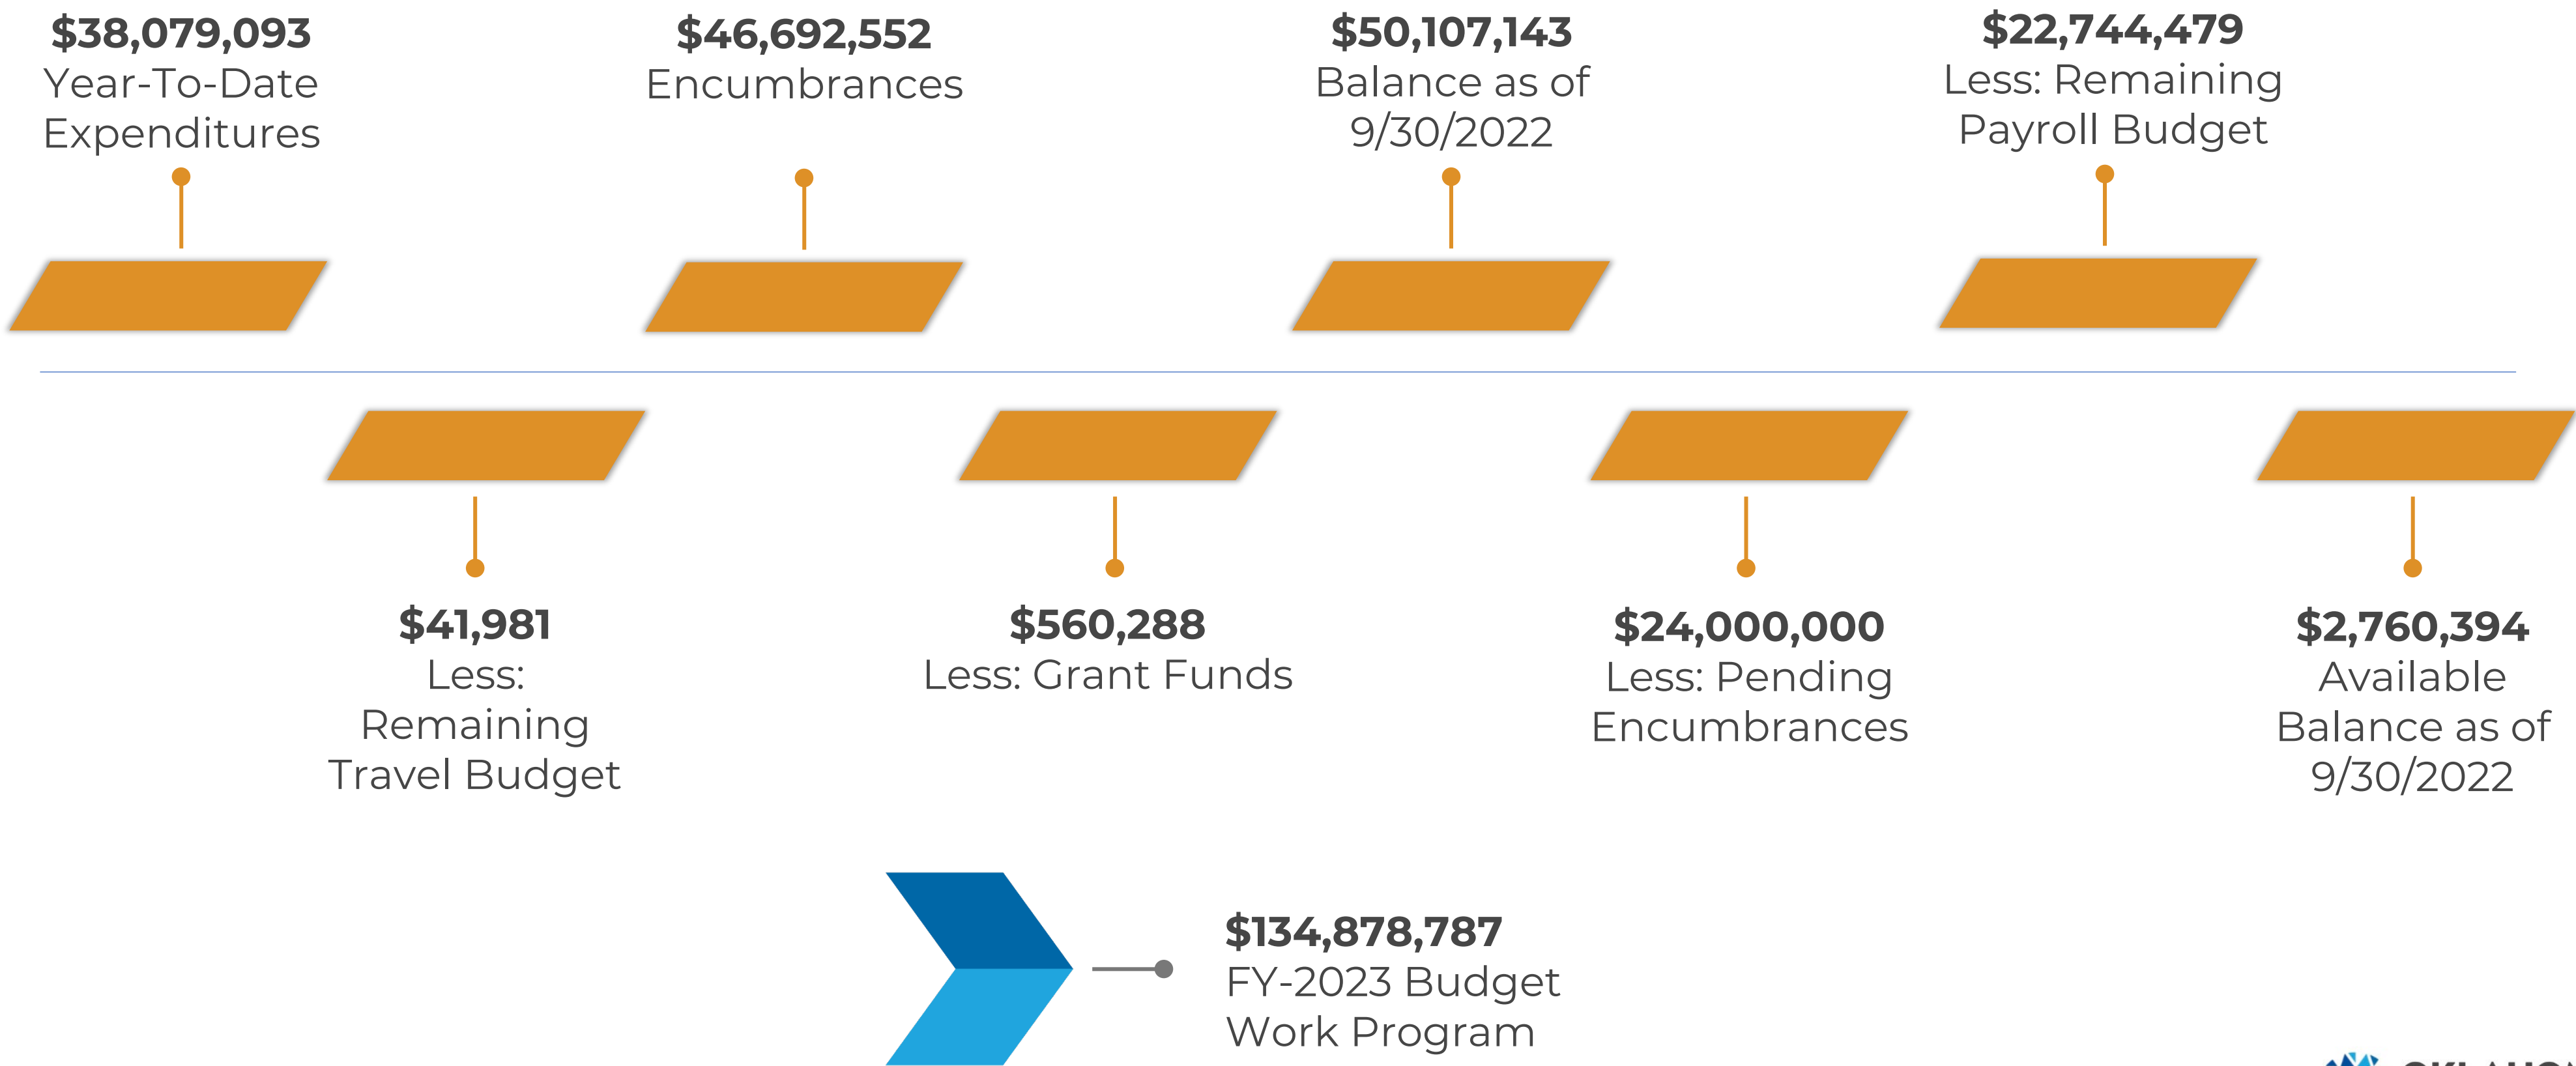 $38,079,093
Year-To-Date
Expenditures
$46,692,552
Encumbrances
$50,107,143
Balance as of
9/30/2022
$22,744,479
Less: Remaining
Payroll Budget
$41,981
Less:
Remaining
Travel Budget
$560,288
Less: Grant Funds
$24,000,000
Less: Pending
Encumbrances
$2,760,394
Available
Balance as of
9/30/2022
$134,878,787
FY-2023 Budget
Work Program